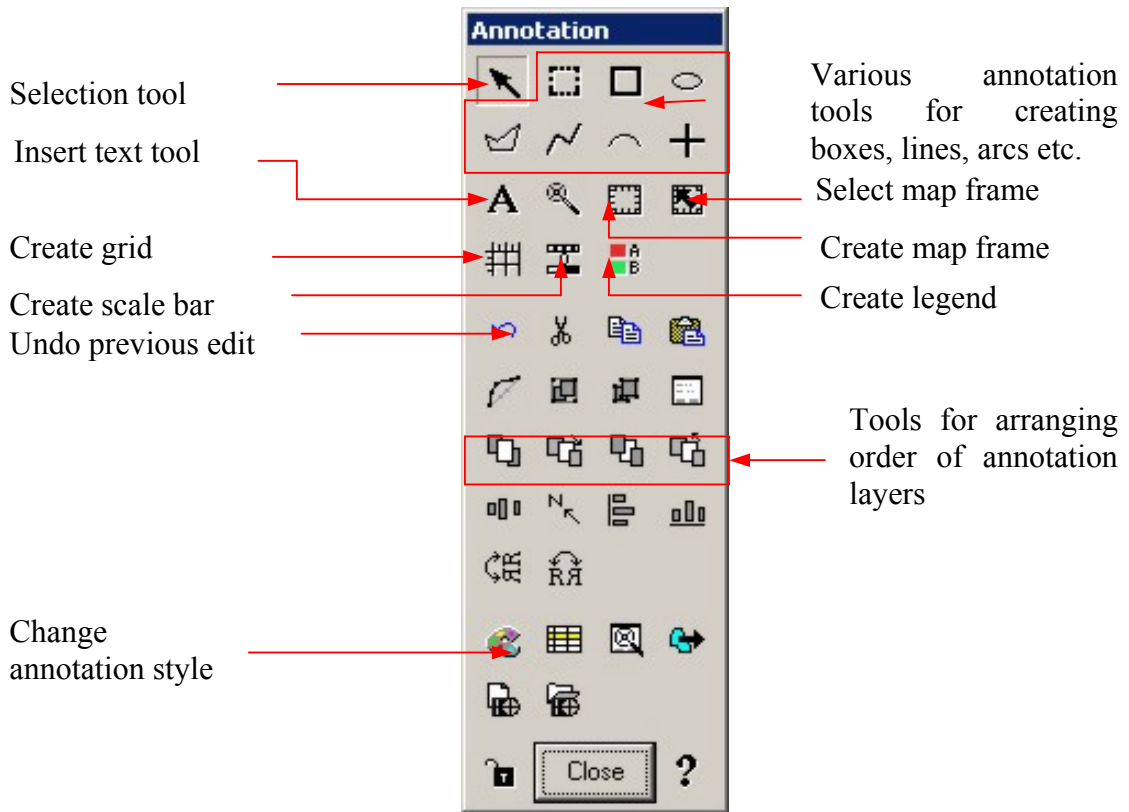 Annotation
Selection tool
Various annotation
tools for creating
boxes, lines, arcs etc.
Insert text tool
A
Select map frame
Create grid
A
B
Create map frame
Create scale bar
Create legend
Undo previous edit
Tools for arranging
order of annotation
layers
N
RЯ
Change
annotation style
T
Close
?